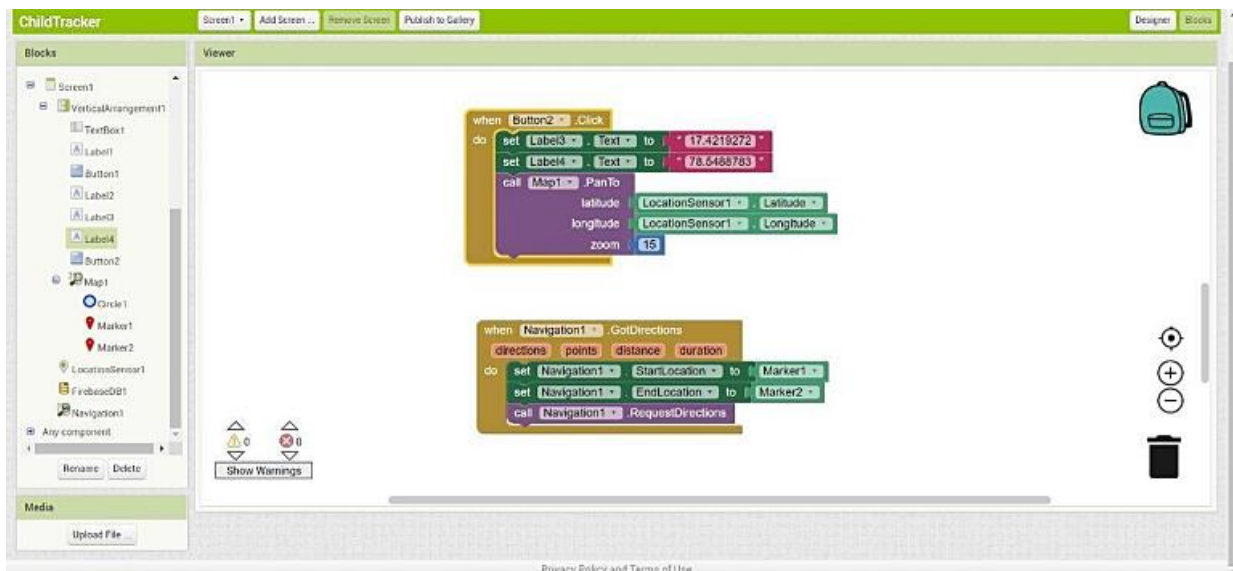 ChildTracker
Screen1 Add Screen ... Remove Screen Publish to Gallery Designer Blocks
Blocks
Viewer
Screen1
VerticalArrangement1
TextBox1
Label1
Button1
Label2
Label3
Label4
Button2
Map1
Circle1
Marker1
Marker2
LocationSensor1
FirebaseDB1
Navigation1
Any component
Rename Delete
Media
Upload File ...
when Button2 .Click
do set Label3 . Text to " 17.4219272 "
set Label4 . Text to " 78.5488783 "
call Map1 .PanTo
latitude LocationSensor1 . Latitude
longitude LocationSensor1 . Longitude
zoom 15
when Navigation1 .GotDirections
directions points distance duration
do set Navigation1 . StartLocation to Marker1
set Navigation1 . EndLocation to Marker2
call Navigation1 .RequestDirections
0 0
Show Warnings
Privacy Policy and Terms of Use